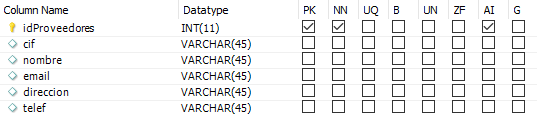 Column Name Datatype PK NN UQ B UN ZF AI G
idProveedores INT(11)
cif VARCHAR(45)
nombre VARCHAR(45)
email VARCHAR(45)
direccion VARCHAR(45)
telef VARCHAR(45)